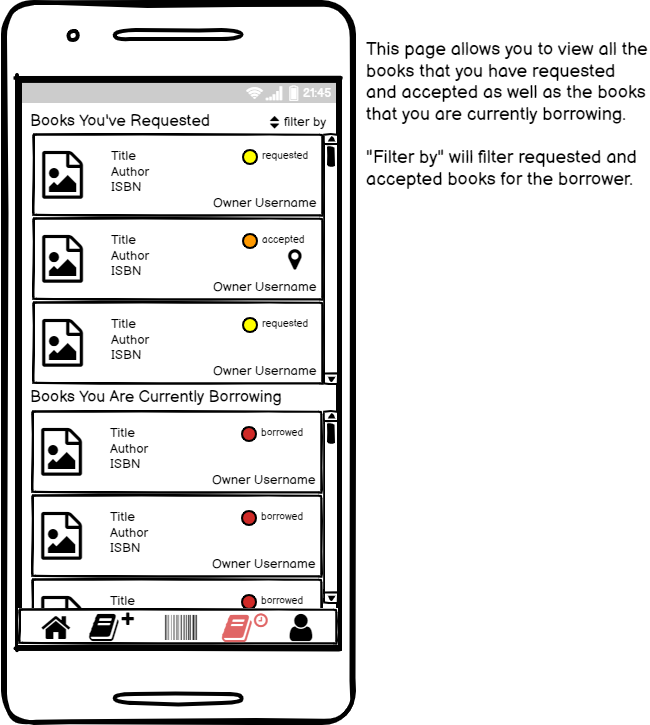 21:45
Books You've Requested
filter by
Title
requested
Author
ISBN
Owner Username
Title
accepted
Author
ISBN
Owner Username
Title
requested
Author
ISBN
Owner Username
Books You Are Currently Borrowing
Title
borrowed
Author
ISBN
Owner Username
Title
borrowed
Author
ISBN
Owner Username
Title
borrowed
This page allows you to view all the
books that you have requested
and accepted as well as the books
that you are currently borrowing.
"Filter by" will filter requested and
accepted books for the borrower.